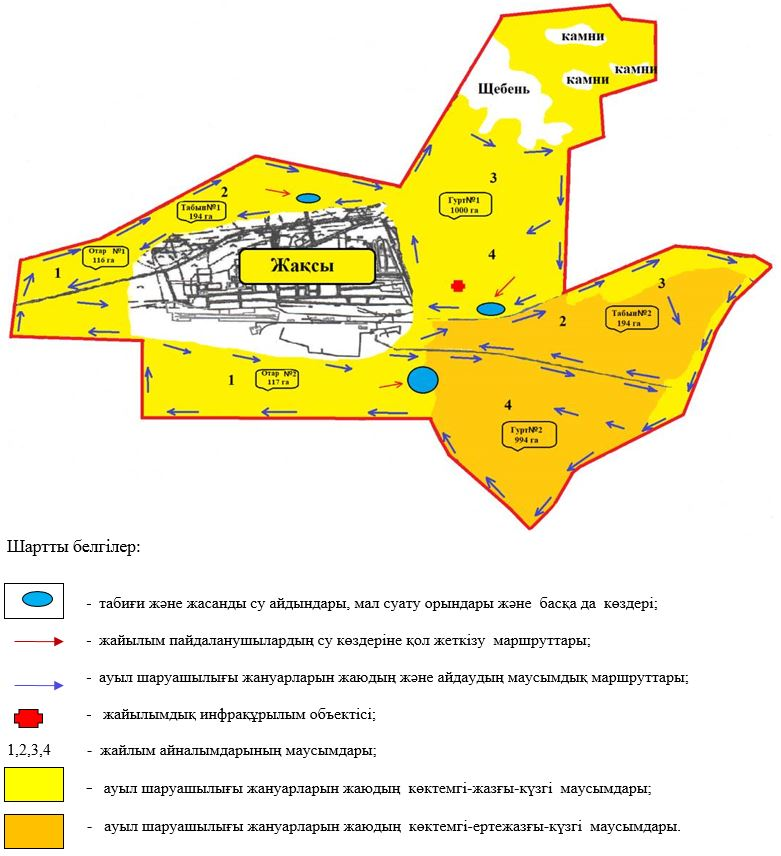 камни
камни
камни
Щебень
2
3
Табын№1
194 га
Гурт№1
1000 га
Отар №1
116 га
1
Жақсы
4
3
2
Табын№2
194 га
1
Отар №2
117 га
4
Гурт№2
994 га
Шартты белгілер:
- табиғи және жасанды су айдындары, мал суату орындары және басқа да көздері;
- жайылым пайдаланушылардың су көздеріне қол жеткізу маршруттары;
- ауыл шаруашылығы жануарларын жаюдың және айдаудың маусымдық маршруттары;
- жайылымдық инфрақұрылым объектісі;
1,2,3,4 - жайлым айналымдарының маусымдары;
- ауыл шаруашылығы жануарларын жаюдың көктемгі-жазғы-күзгі маусымдары;
- ауыл шаруашылығы жануарларын жаюдың көктемгі-ертежазғы-күзгі маусымдары.